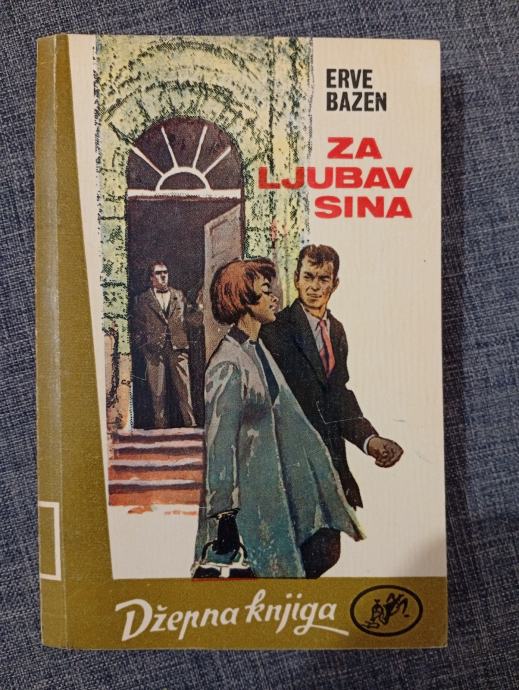 ERVE
BAZEN
ZA
LJUBAV
SINA
Džepna knjiga